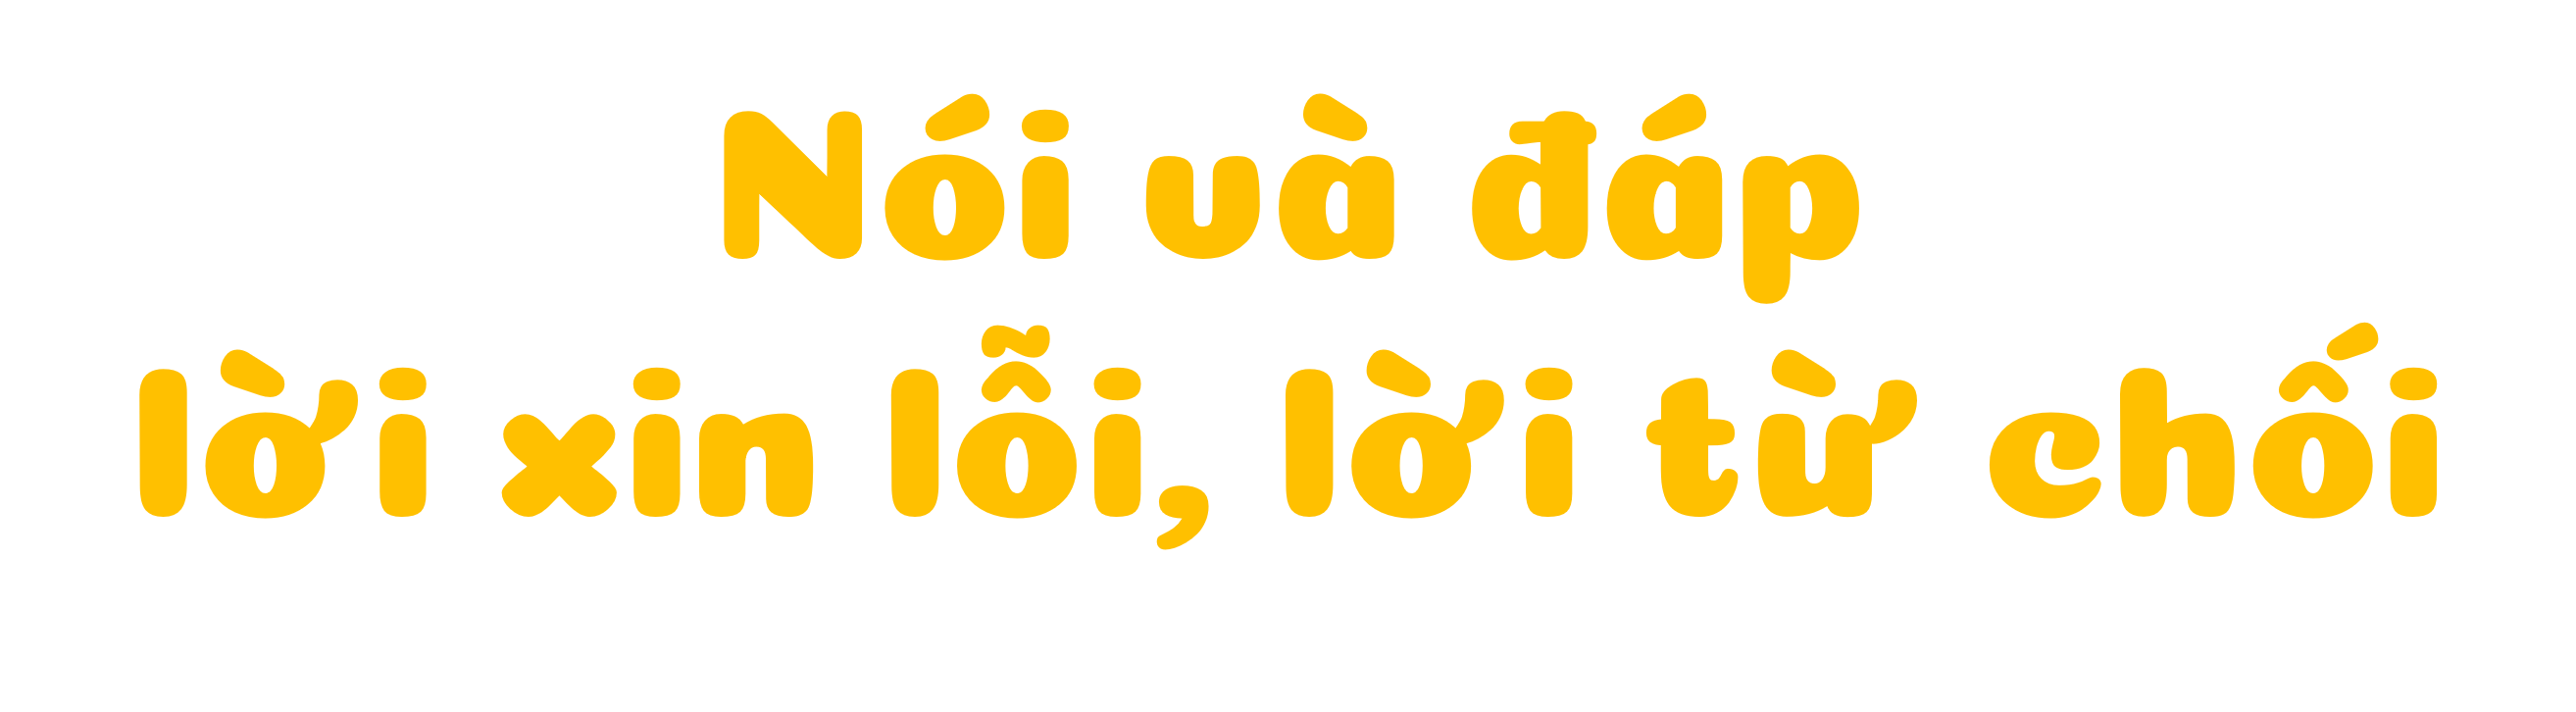 Nói và đáp
lời xin lỗi, lời từ chối